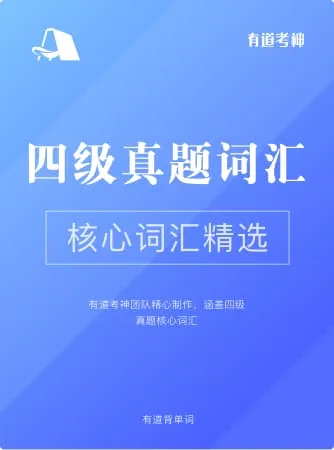 有道考神
四级真题词汇
核心词汇精选
有道考神团队精心制作，涵盖四级
真题核心词汇
有道背单词